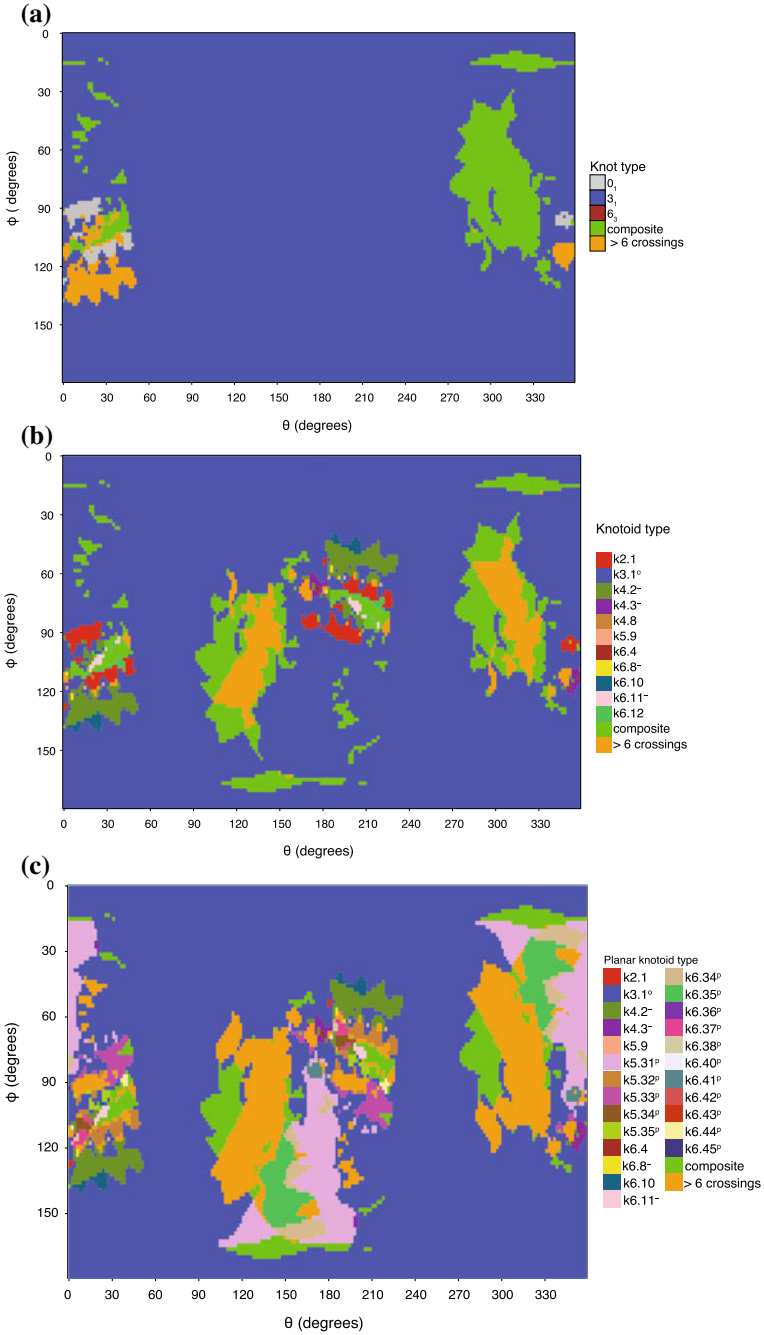 (a)
0
30
60
90
120
150
ϕ ( degrees)
0 30 60 90 120 150 180 210 240 270 300 330
θ (degrees)
Knot type
0₁
3₁
6₃
composite
> 6 crossings
(b)
0
30
60
90
120
150
ϕ (degrees)
0 30 60 90 120 150 180 210 240 270 300 330
θ (degrees)
Knotoid type
k2.1
k3.1⁰
k4.2⁻
k4.3⁻
k4.8
k5.9
k6.4
k6.8⁻
k6.10
k6.11⁻
k6.12
composite
> 6 crossings
(c)
0
30
60
90
120
150
ϕ (degrees)
0 30 60 90 120 150 180 210 240 270 300 330
θ (degrees)
Planar knotoid type
k2.1 k6.34ᵖ
k3.1⁰ k6.35ᵖ
k4.2⁻ k6.36ᵖ
k4.3⁻ k6.37ᵖ
k5.9 k6.38ᵖ
k5.31ᵖ k6.40ᵖ
k5.32ᵖ k6.41ᵖ
k5.33ᵖ k6.42ᵖ
k5.34ᵖ k6.43ᵖ
k5.35ᵖ k6.44ᵖ
k6.4 k6.45ᵖ
k6.8⁻ composite
k6.10 > 6 crossings
k6.11⁻